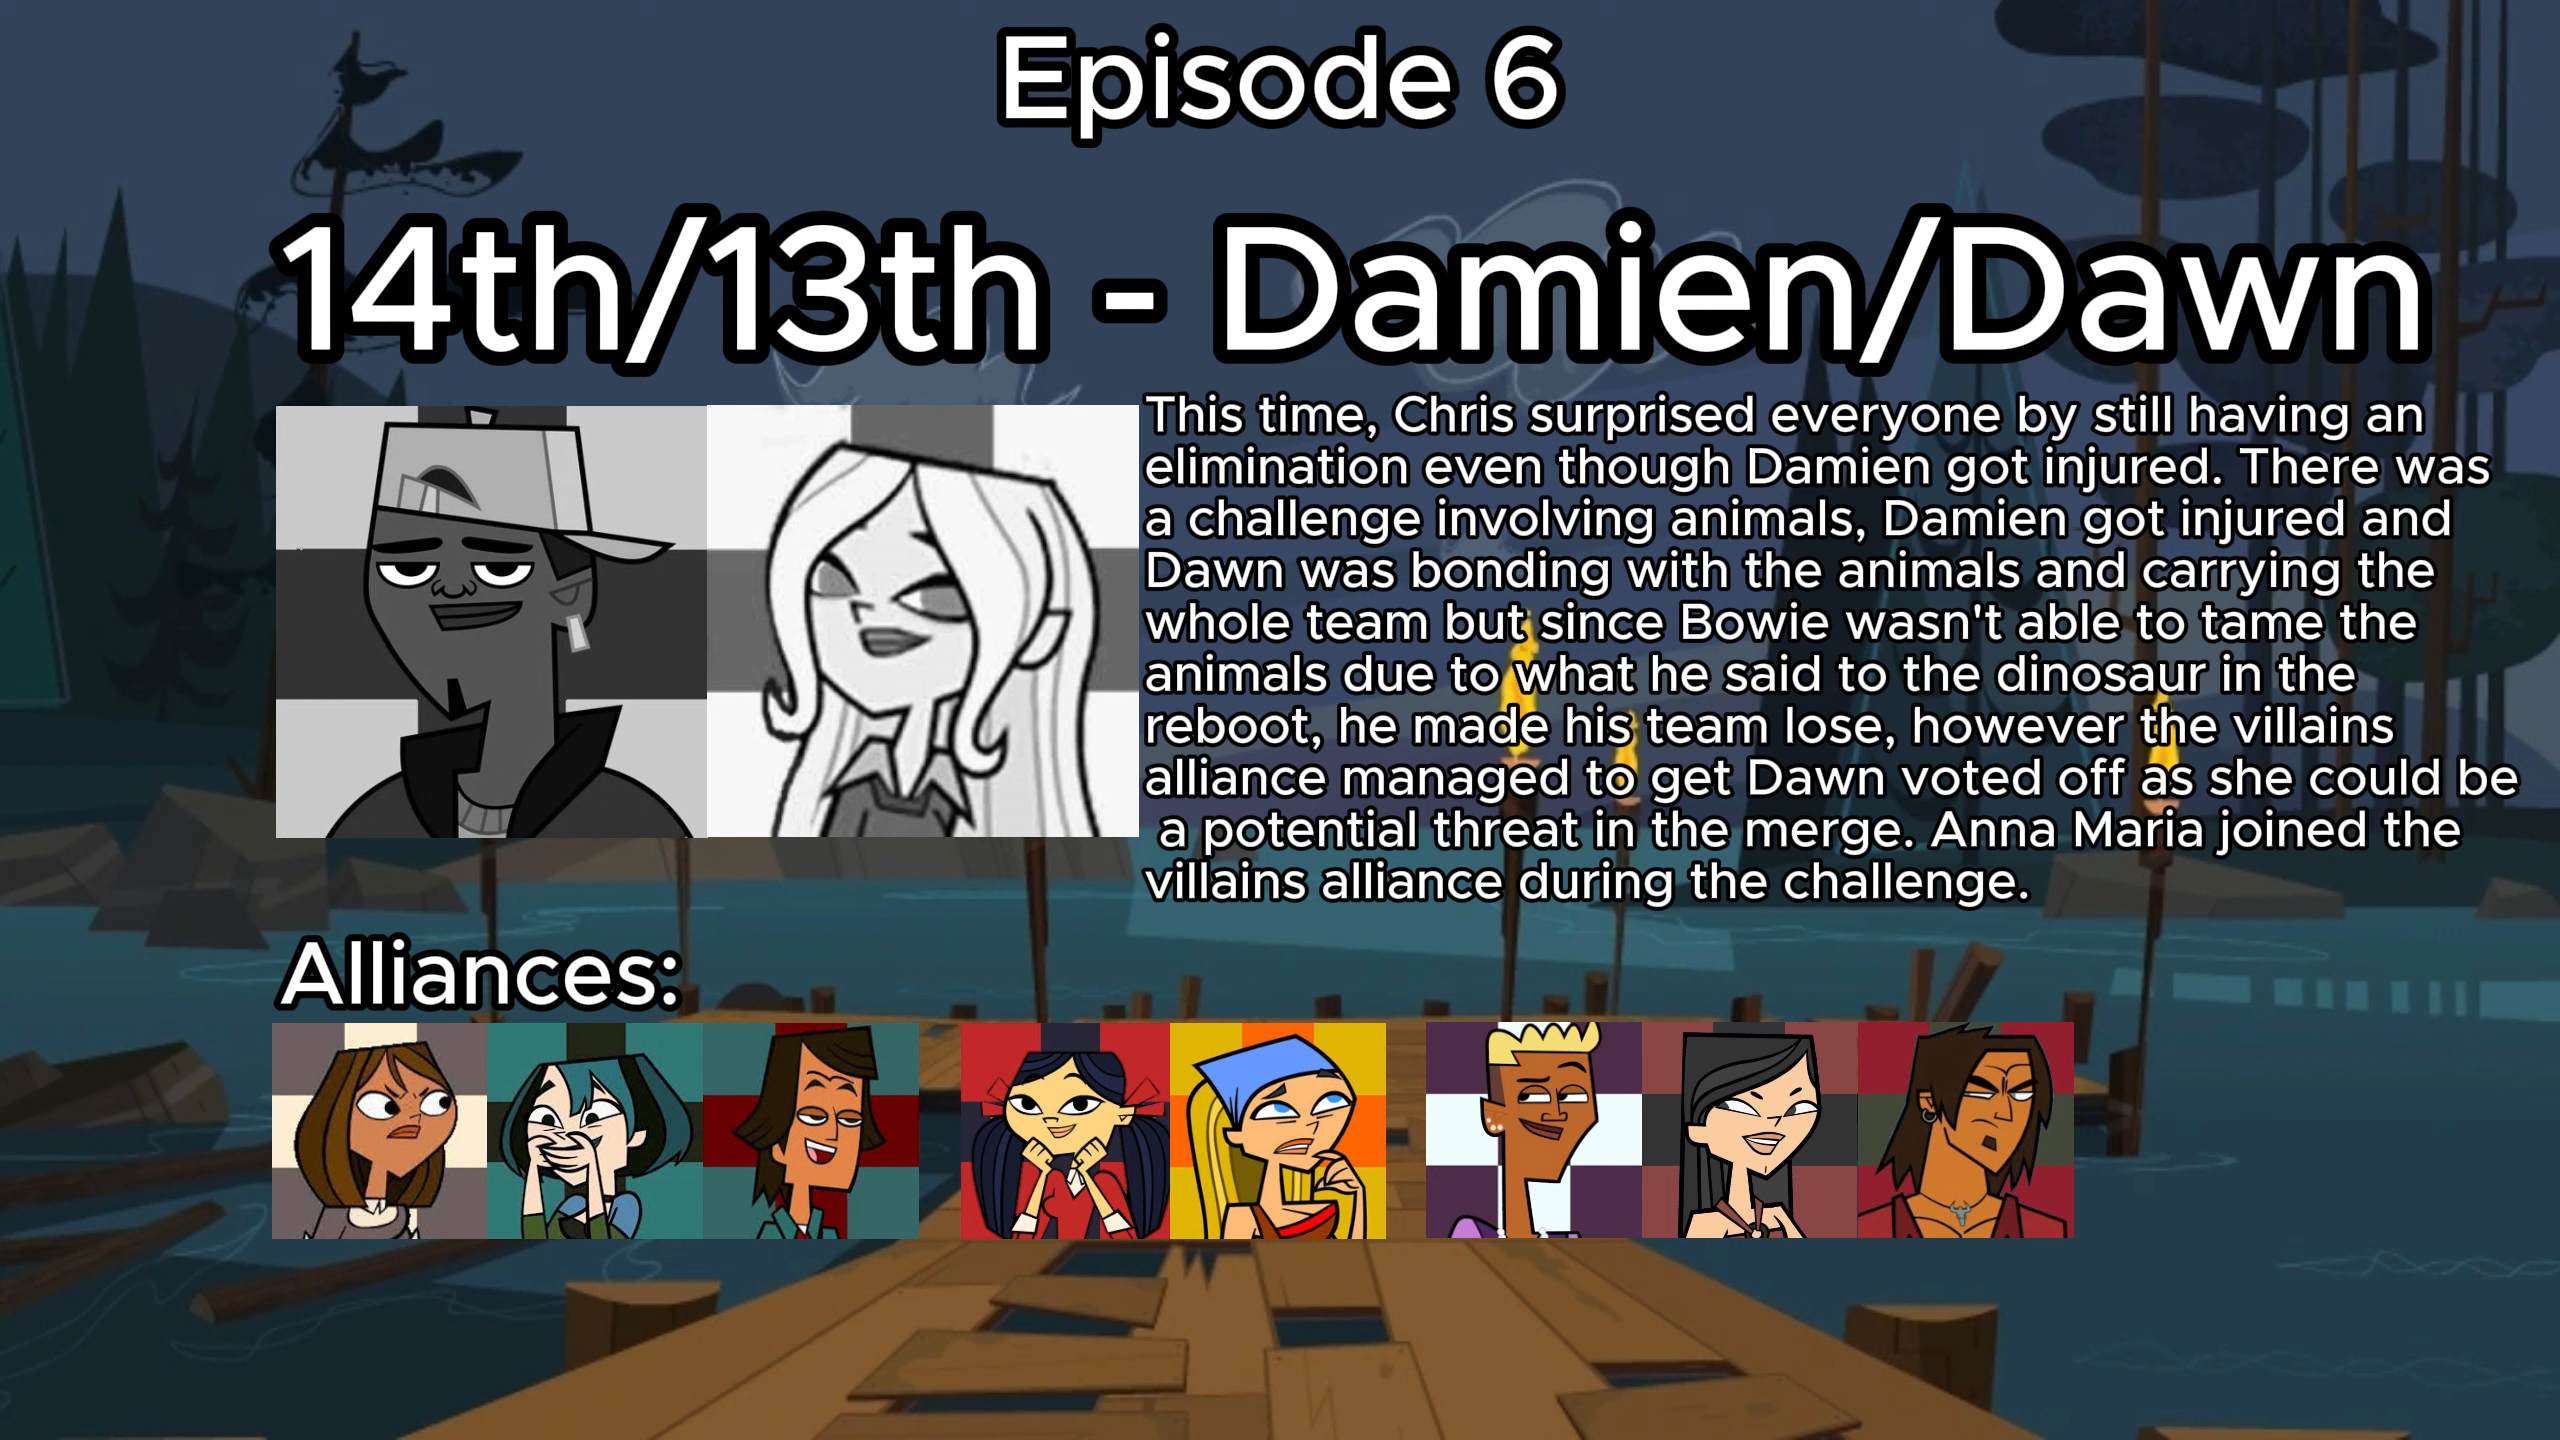 Episode 6
14th/13th - Damien/Dawn
This time, Chris surprised everyone by still having an
elimination even though Damien got injured. There was
a challenge involving animals, Damien got injured and
Dawn was bonding with the animals and carrying the
whole team but since Bowie wasn't able to tame the
animals due to what he said to the dinosaur in the
reboot, he made his team lose, however the villains
alliance managed to get Dawn voted off as she could be
a potential threat in the merge. Anna Maria joined the
villains alliance during the challenge.
Alliances: